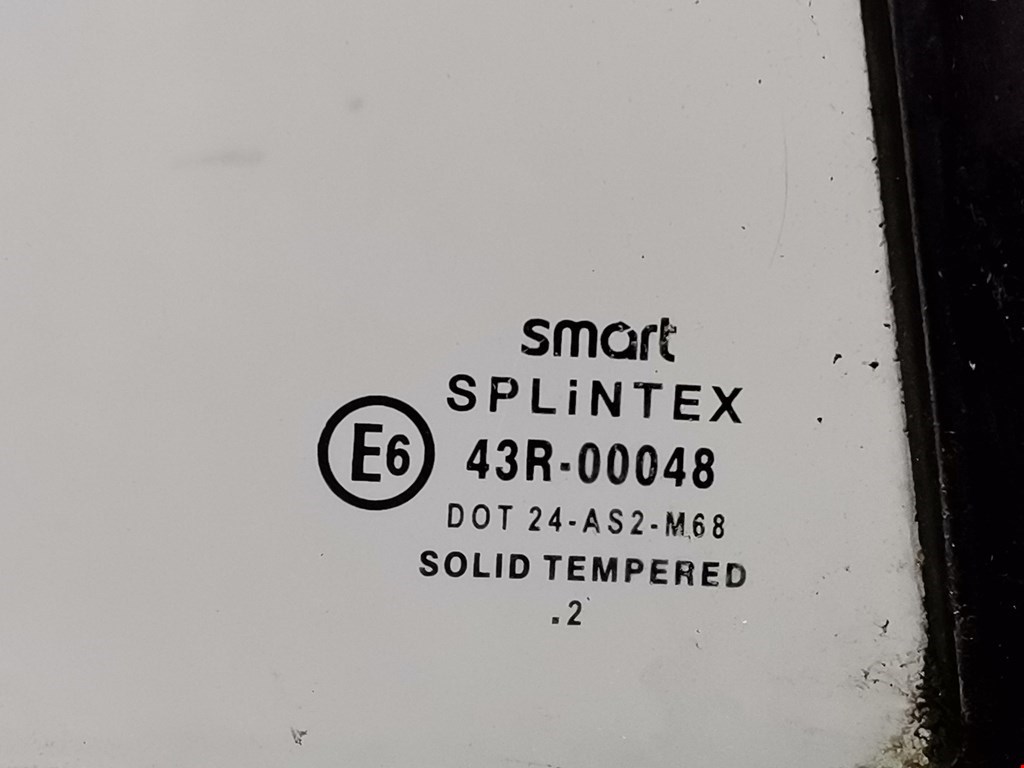 smart
SPLiNTEX
E6 43R-00048
DOT 24-AS2-M68
SOLID TEMPERED
.2